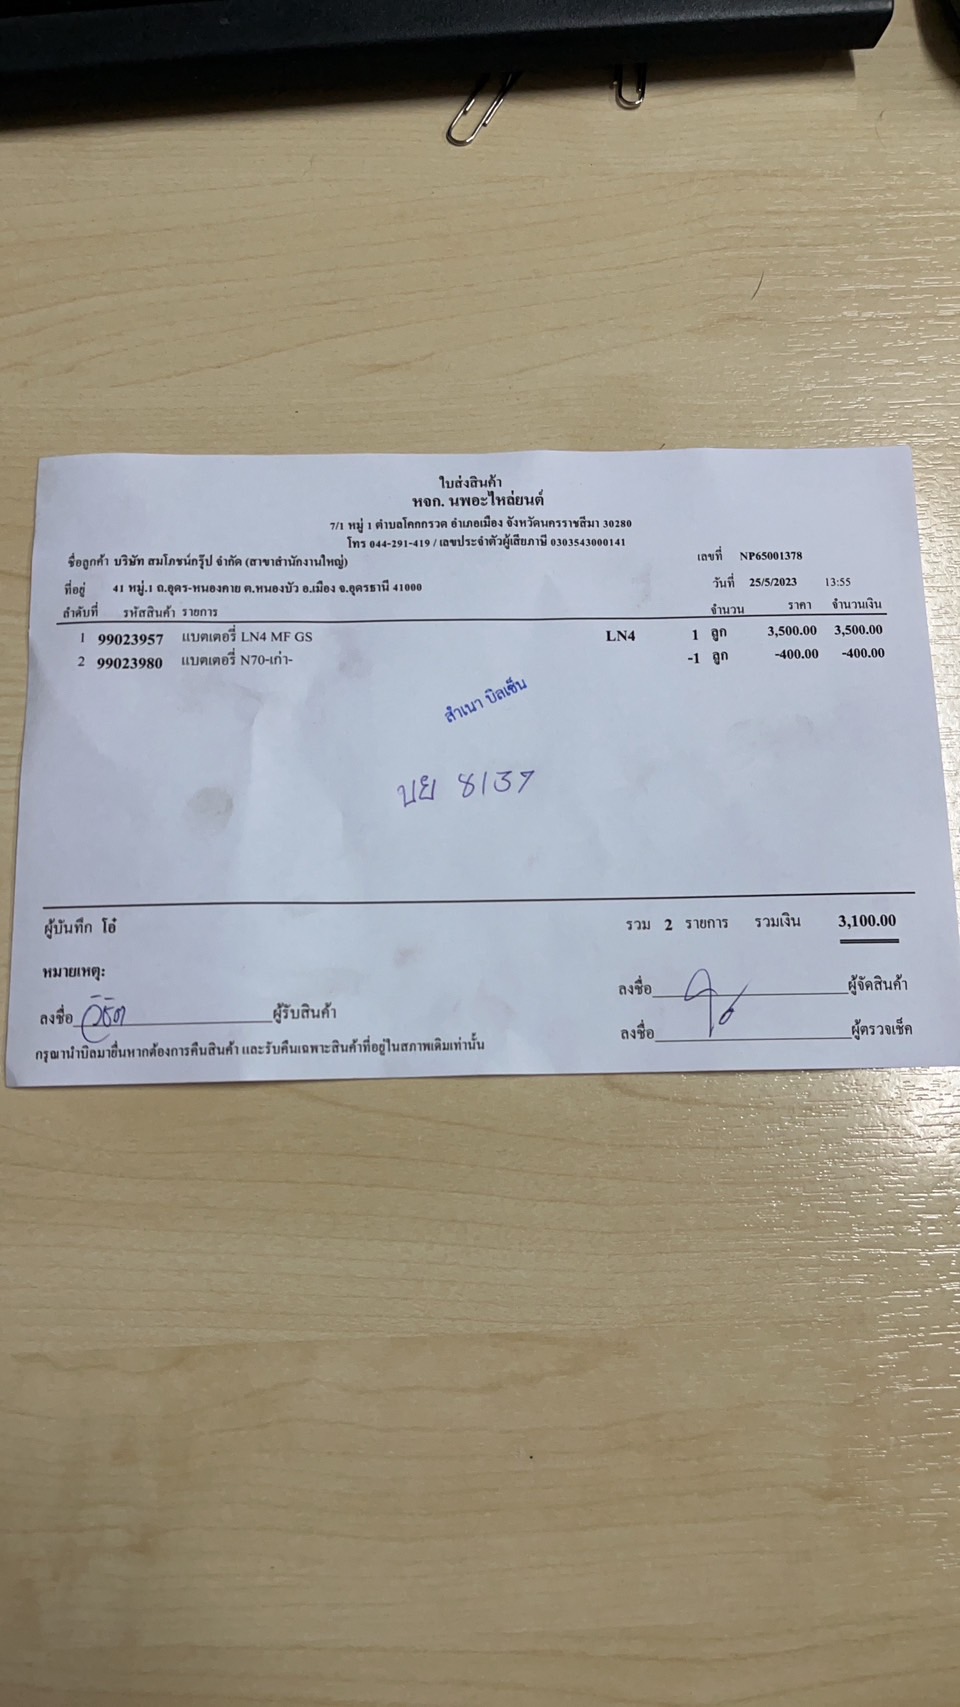 ใบส่งสินค้า
หจก. นพอะไหล่ยนต์
7/1 หมู่ 1 ตำบลโคกกรวด อำเภอเมือง จังหวัดนครราชสีมา 30280
โทร 044-291-419 / เลขประจำตัวผู้เสียภาษี 0303543000141
ชื่อลูกค้า บริษัท สมโภชน์กรุ๊ป จำกัด (สาขาสำนักงานใหญ่) เลขที่ NP65001378
ที่อยู่ 41 หมู่.1 ถ.อุดร-หนองคาย ต.หนองบัว อ.เมือง จ.อุดรธานี 41000 วันที่ 25/5/2023 13:55
ลำดับที่ รหัสสินค้า รายการ จำนวน ราคา จำนวนเงิน
1 99023957 แบตเตอรี่ LN4 MF GS LN4 1 ลูก 3,500.00 3,500.00
2 99023980 แบตเตอรี่ N70-เก่า- -1 ลูก -400.00 -400.00
สำเนา บิลเซ็น
บย 8137
ผู้บันทึก โอ๋ รวม 2 รายการ รวมเงิน 3,100.00
หมายเหตุ:
ลงชื่อ ผู้จัดสินค้า
ลงชื่อ ผู้รับสินค้า
ลงชื่อ ผู้ตรวจเช็ค
กรุณานำบิลมายื่นหากต้องการคืนสินค้า และรับคืนเฉพาะสินค้าที่อยู่ในสภาพเดิมเท่านั้น